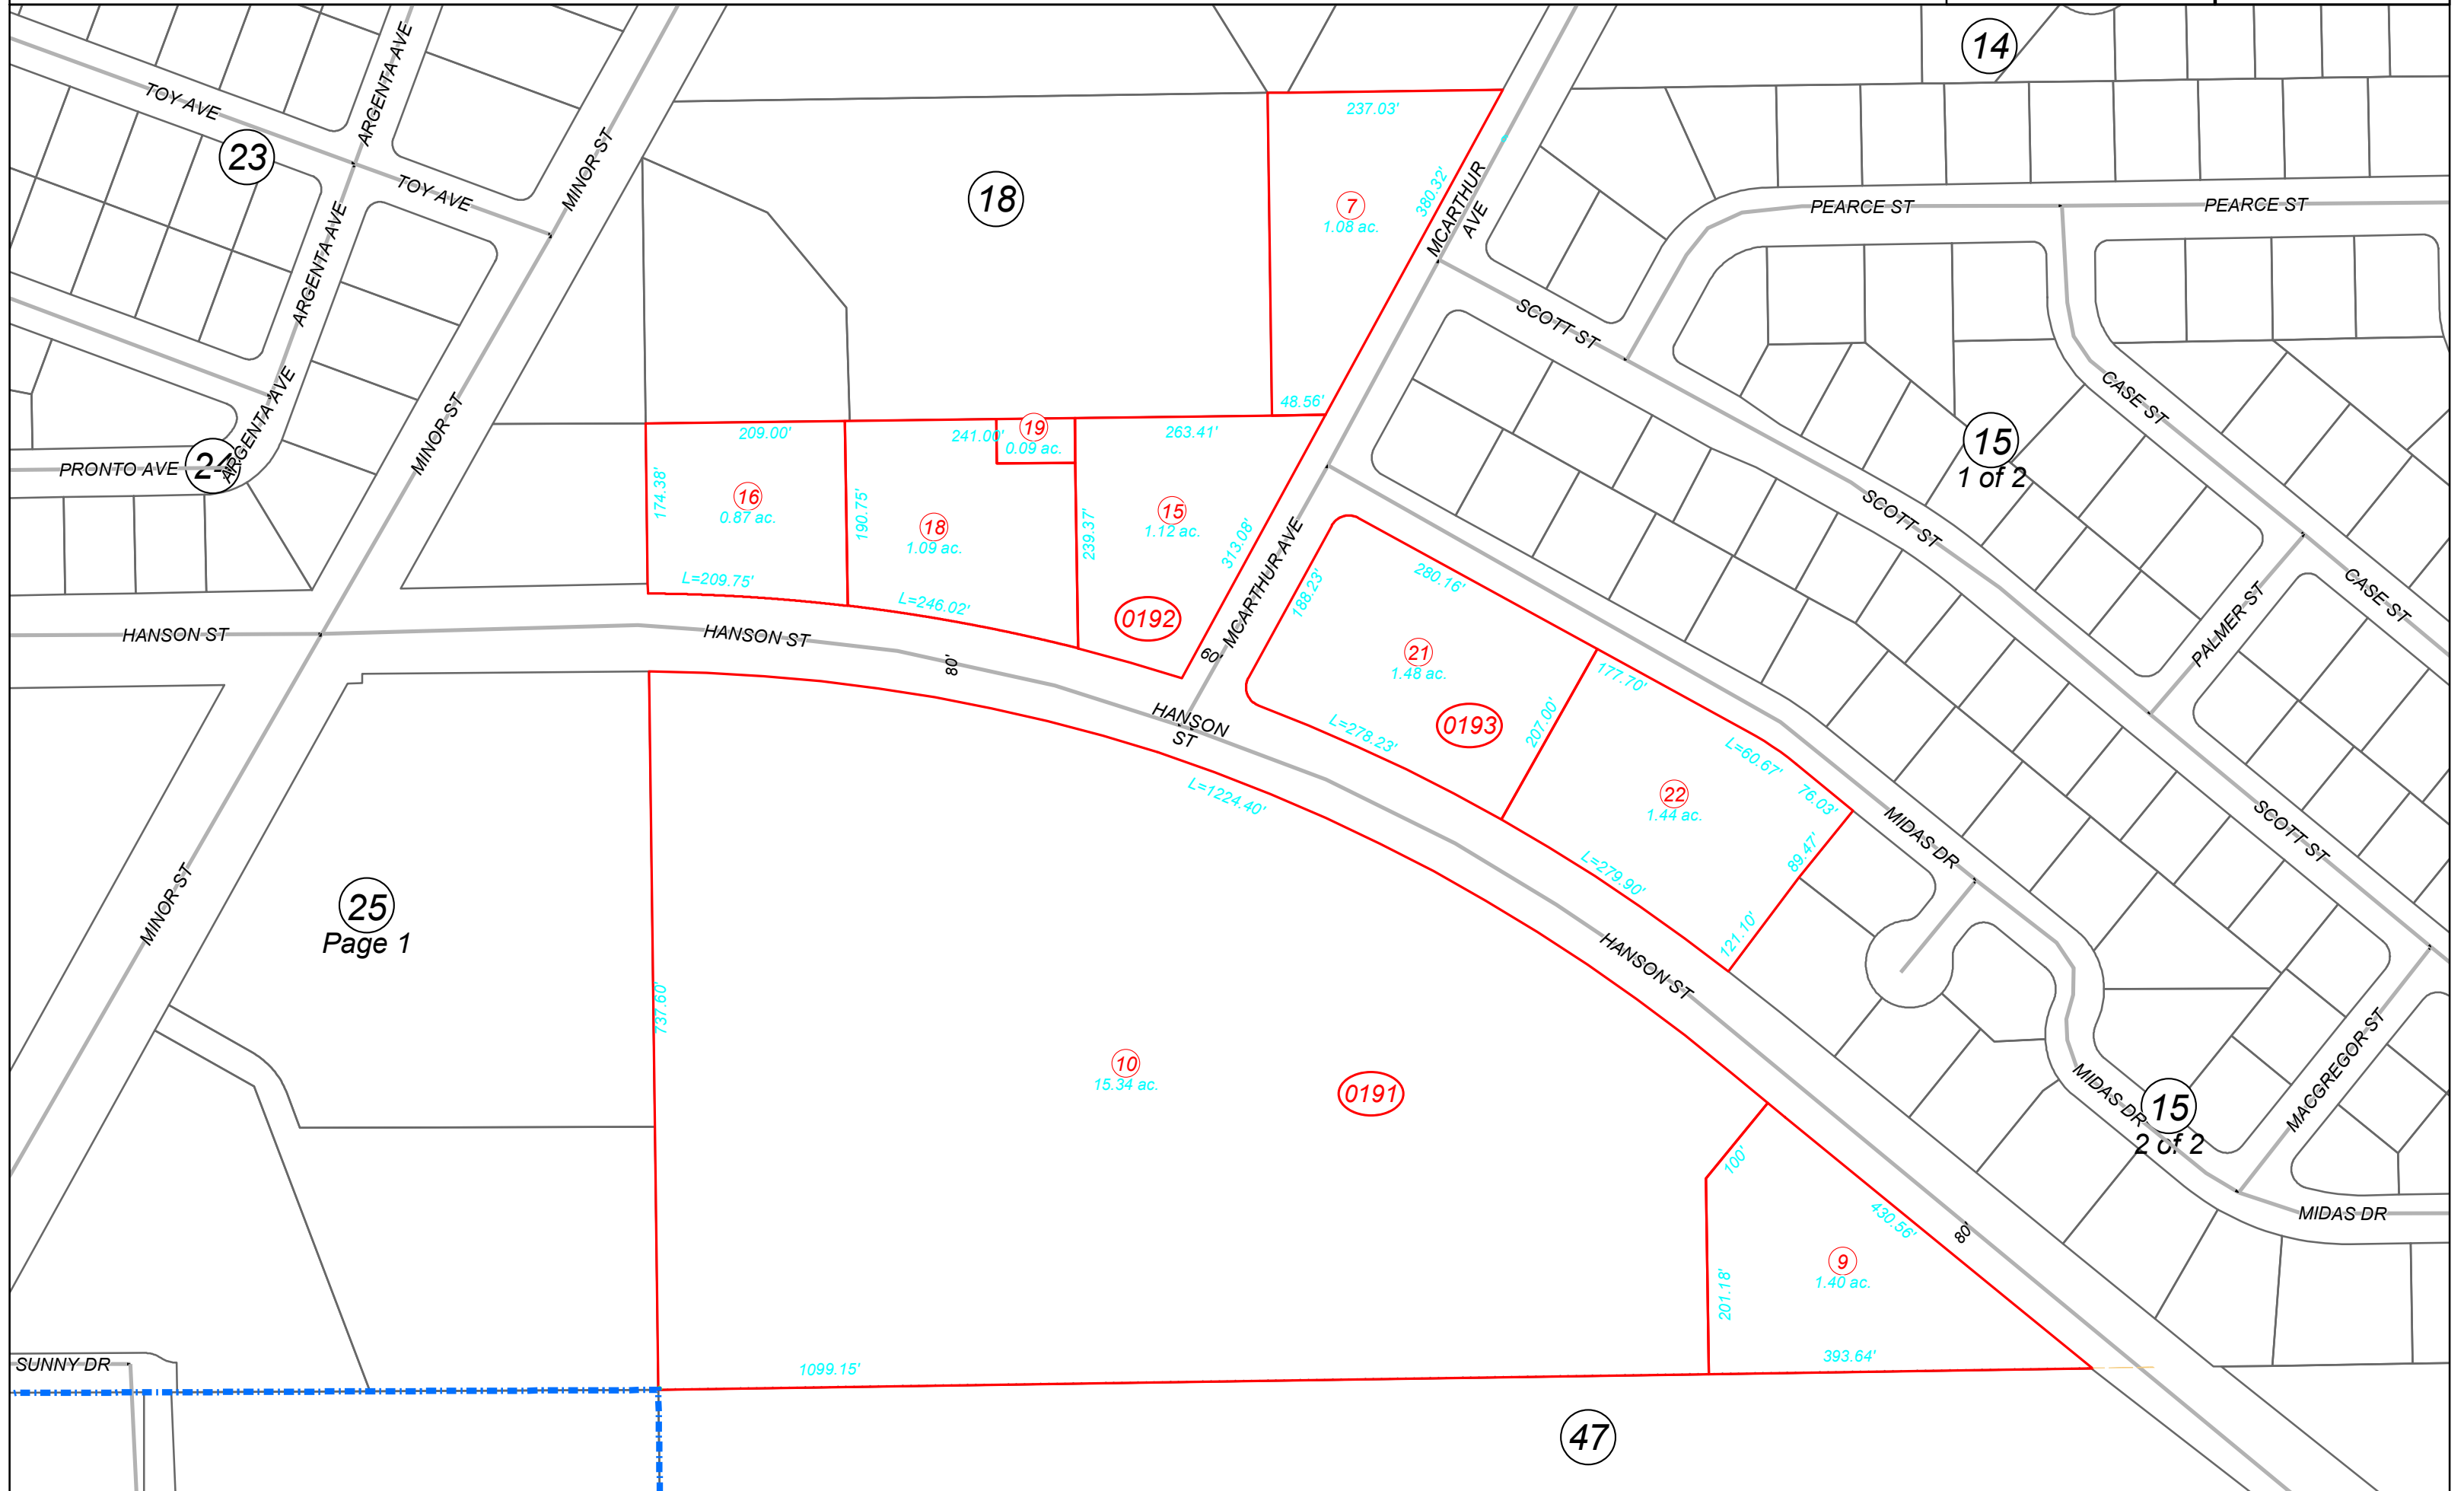 14
TOY AVE
ARGENTA AVE
237.03'
23
MINOR ST
TOY AVE
18
380.32'
MCARTHUR
AVE
7
1.08 ac.
PEARCE ST
PEARCE ST
ARGENTA AVE
SCOTT ST
48.56'
CASE ST
ARGENTA AVE
MINOR ST
209.00'
241.00'
19
0.09 ac.
263.41'
15
1 of 2
PRONTO AVE
24
174.38'
16
0.87 ac.
190.75'
18
1.09 ac.
239.37'
15
1.12 ac.
313.08'
SCOTT ST
L=209.75'
L=246.02'
0192
MCARTHUR AVE
188.23'
280.16'
CASE ST
PALMER ST
HANSON ST
HANSON ST
80'
60'
21
1.48 ac.
177.70'
HANSON
ST
L=278.23'
0193
207.00'
L=60.67'
L=1224.40'
22
1.44 ac.
76.03'
MIDAS DR
SCOTT ST
89.47'
L=279.90'
MINOR ST
25
Page 1
121.10'
HANSON ST
737.60'
10
15.34 ac.
0191
MIDAS DR
MACGREGOR ST
15
2 of 2
100'
430.56'
80'
MIDAS DR
9
1.40 ac.
201.18'
SUNNY DR
1099.15'
393.64'
47